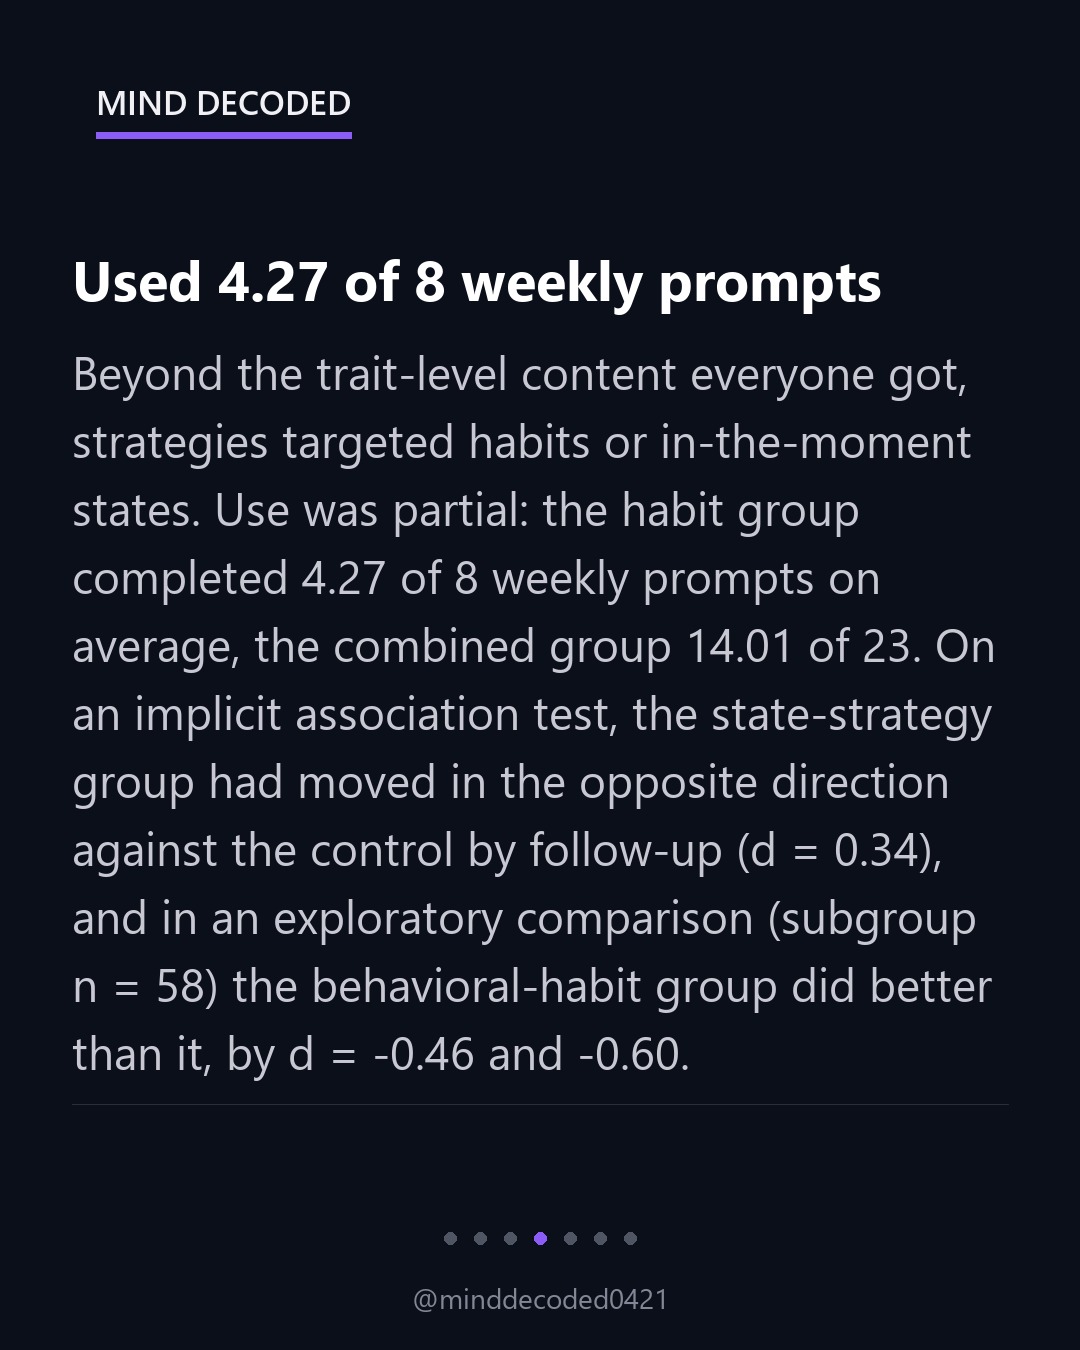 MIND DECODED
Used 4.27 of 8 weekly prompts
Beyond the trait-level content everyone got,
strategies targeted habits or in-the-moment
states. Use was partial: the habit group
completed 4.27 of 8 weekly prompts on
average, the combined group 14.01 of 23. On
an implicit association test, the state-strategy
group had moved in the opposite direction
against the control by follow-up (d = 0.34),
and in an exploratory comparison (subgroup
n = 58) the behavioral-habit group did better
than it, by d = -0.46 and -0.60.
@minddecoded0421